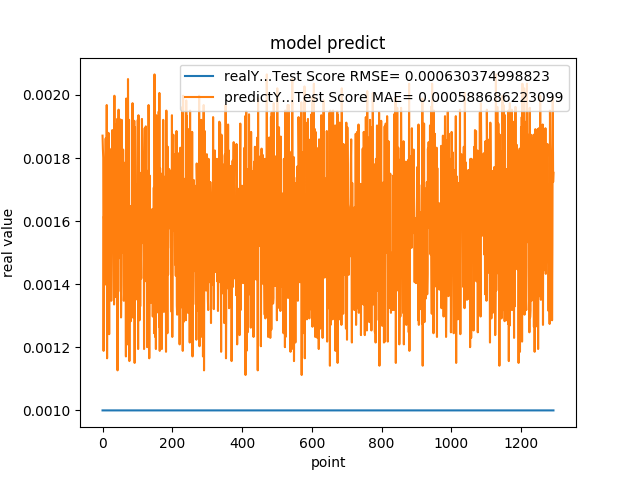 model predict
realY...Test Score RMSE= 0.000630374998823
predictY...Test Score MAE= 0.000588686223099
real value
0.0020
0.0018
0.0016
0.0014
0.0012
0.0010
0 200 400 600 800 1000 1200
point